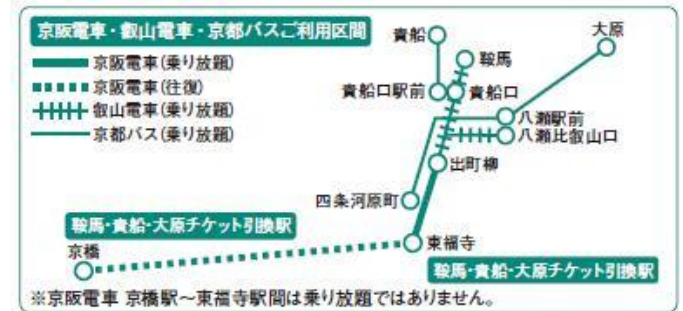 京阪電車・叡山電車・京都バスご利用区間
京阪電車(乗り放題)
京阪電車(往復)
叡山電車(乗り放題)
京都バス(乗り放題)
貴船
鞍馬
大原
貴船口駅前
貴船口
八瀬駅前
八瀬比叡山口
出町柳
四条河原町
鞍馬・貴船・大原チケット引換駅
京橋
東福寺
鞍馬・貴船・大原チケット引換駅
※京阪電車 京橋駅～東福寺駅間は乗り放題ではありません。